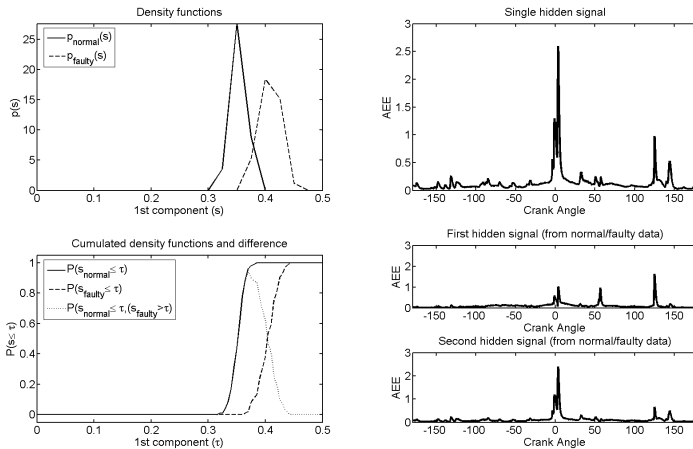 Density functions
p_normal(s)
p_faulty(s)
p(s)
25
20
15
10
5
0
0 0.1 0.2 0.3 0.4 0.5
1st component (s)
Single hidden signal
AEE
3
2.5
2
1.5
1
0.5
0
-150 -100 -50 0 50 100 150
Crank Angle
Cumulated density functions and difference
P(s_normal ≤ τ)
P(s_faulty ≤ τ)
P(s_normal ≤ τ,(s_faulty > τ)
P(s≤ τ)
1
0.8
0.6
0.4
0.2
0
0 0.1 0.2 0.3 0.4 0.5
1st component (τ)
First hidden signal (from normal/faulty data)
AEE
3
2
1
0
-150 -100 -50 0 50 100 150
Crank Angle
Second hidden signal (from normal/faulty data)
AEE
3
2
1
0
-150 -100 -50 0 50 100 150
Crank Angle